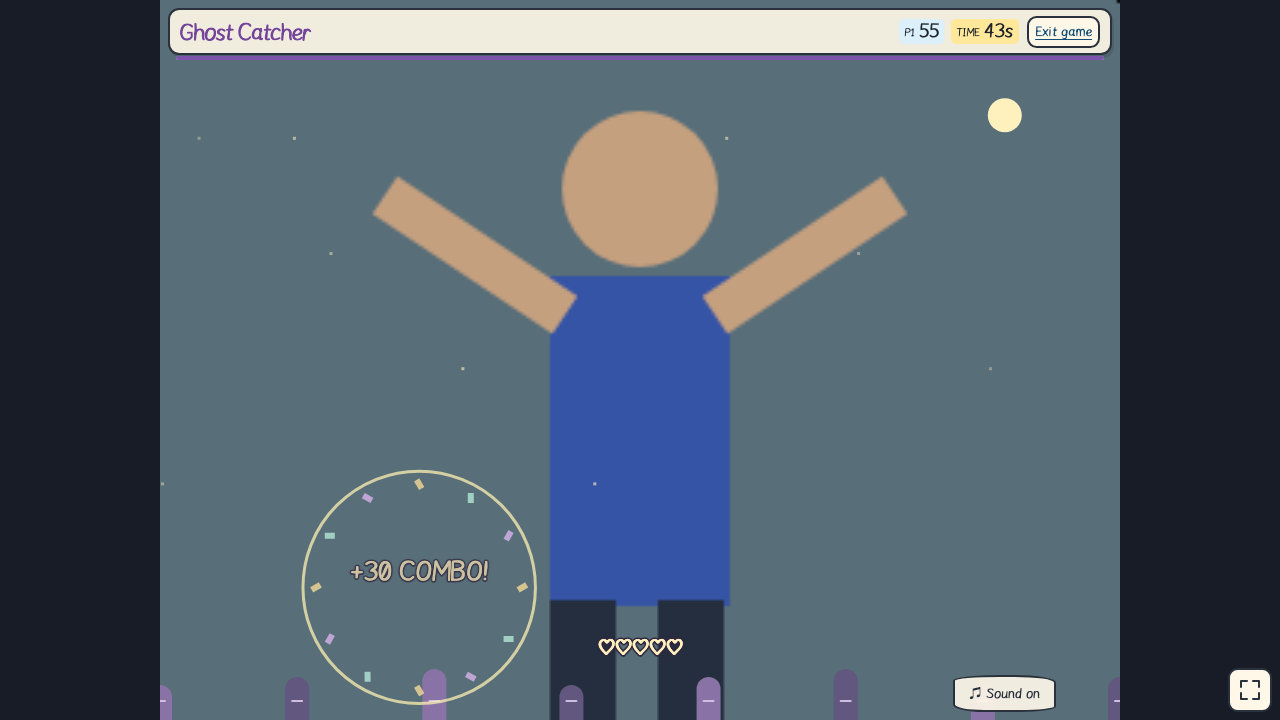 Ghost Catcher
P1 55
TIME 43s
Exit game
+30 COMBO!
Sound on